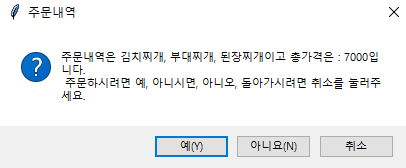 주문내역
주문내역은 김치찌개, 부대찌개, 된장찌개이고 총가격은 : 7000입
니다.
주문하시려면 예, 아니시면, 아니오, 돌아가시려면 취소를 눌러주
세요.
예(Y) 아니요(N) 취소